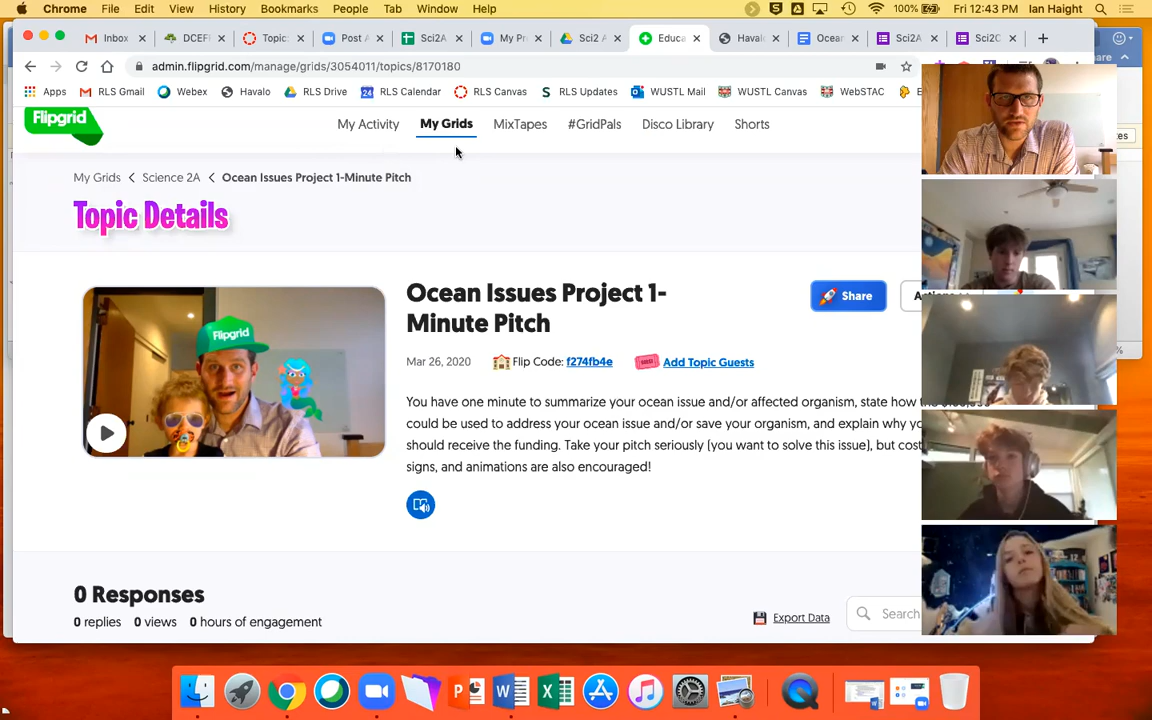 Chrome File Edit View History Bookmarks People Tab Window Help 100% Fri 12:43 PM Ian Haight
Inbox DCEFI Topic: Post A Sci2A My Pr Sci2 A Educa Haval Ocean Sci2A Sci2C
admin.flipgrid.com/manage/grids/3054011/topics/8170180
Apps RLS Gmail Webex Havalo RLS Drive RLS Calendar RLS Canvas RLS Updates WUSTL Mail WUSTL Canvas WebSTAC
Flipgrid My Activity My Grids MixTapes #GridPals Disco Library Shorts
My Grids Science 2A Ocean Issues Project 1-Minute Pitch
Topic Details
Ocean Issues Project 1-
Minute Pitch
Share
Flipgrid
Mar 26, 2020 Flip Code: f274fb4e Add Topic Guests
You have one minute to summarize your ocean issue and/or affected organism, state how
could be used to address your ocean issue and/or save your organism, and explain why
should receive the funding. Take your pitch seriously (you want to solve this issue), but
signs, and animations are also encouraged!
0 Responses
0 replies 0 views 0 hours of engagement
Export Data
Search